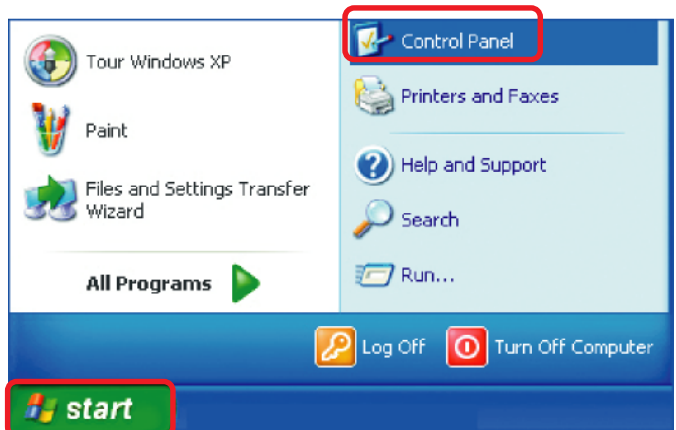 Tour Windows XP
Paint
Files and Settings Transfer
Wizard
All Programs
Control Panel
Printers and Faxes
Help and Support
Search
Run...
Log Off
Turn Off Computer
start